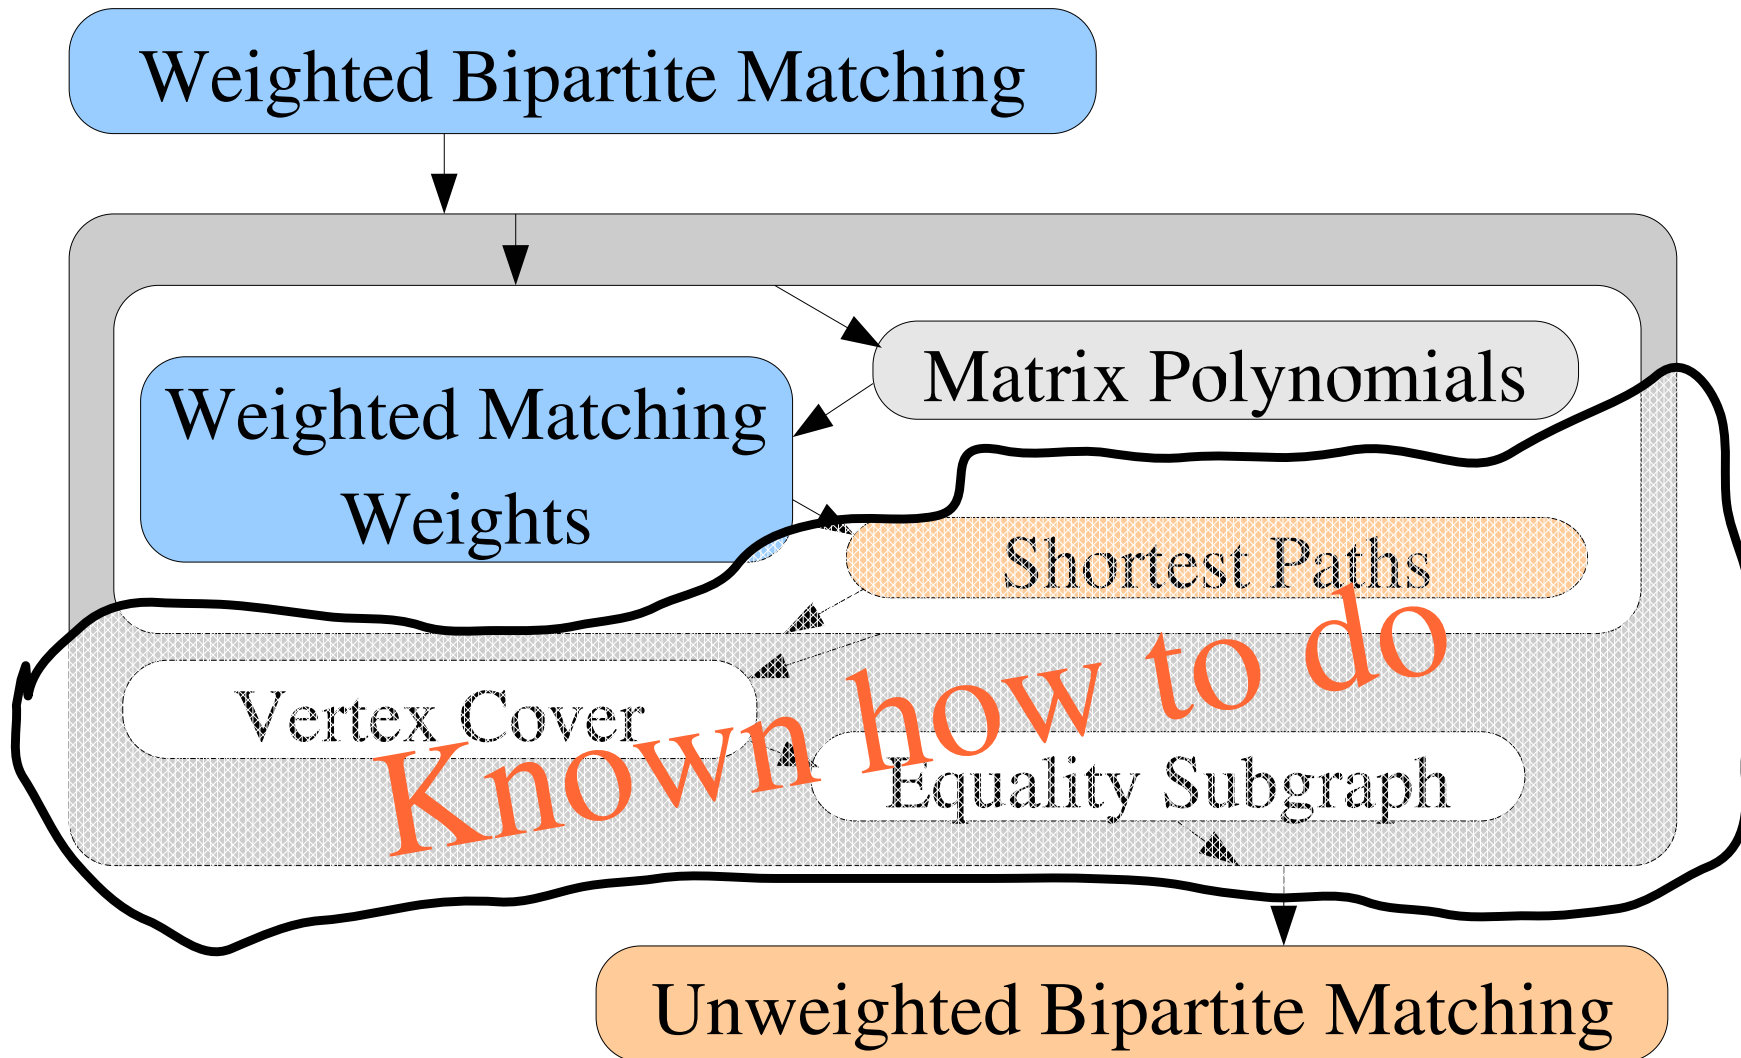 Weighted Bipartite Matching
Matrix Polynomials
Weighted Matching
Weights
Shortest Paths
Known how to do
Vertex Cover
Equality Subgraph
Unweighted Bipartite Matching